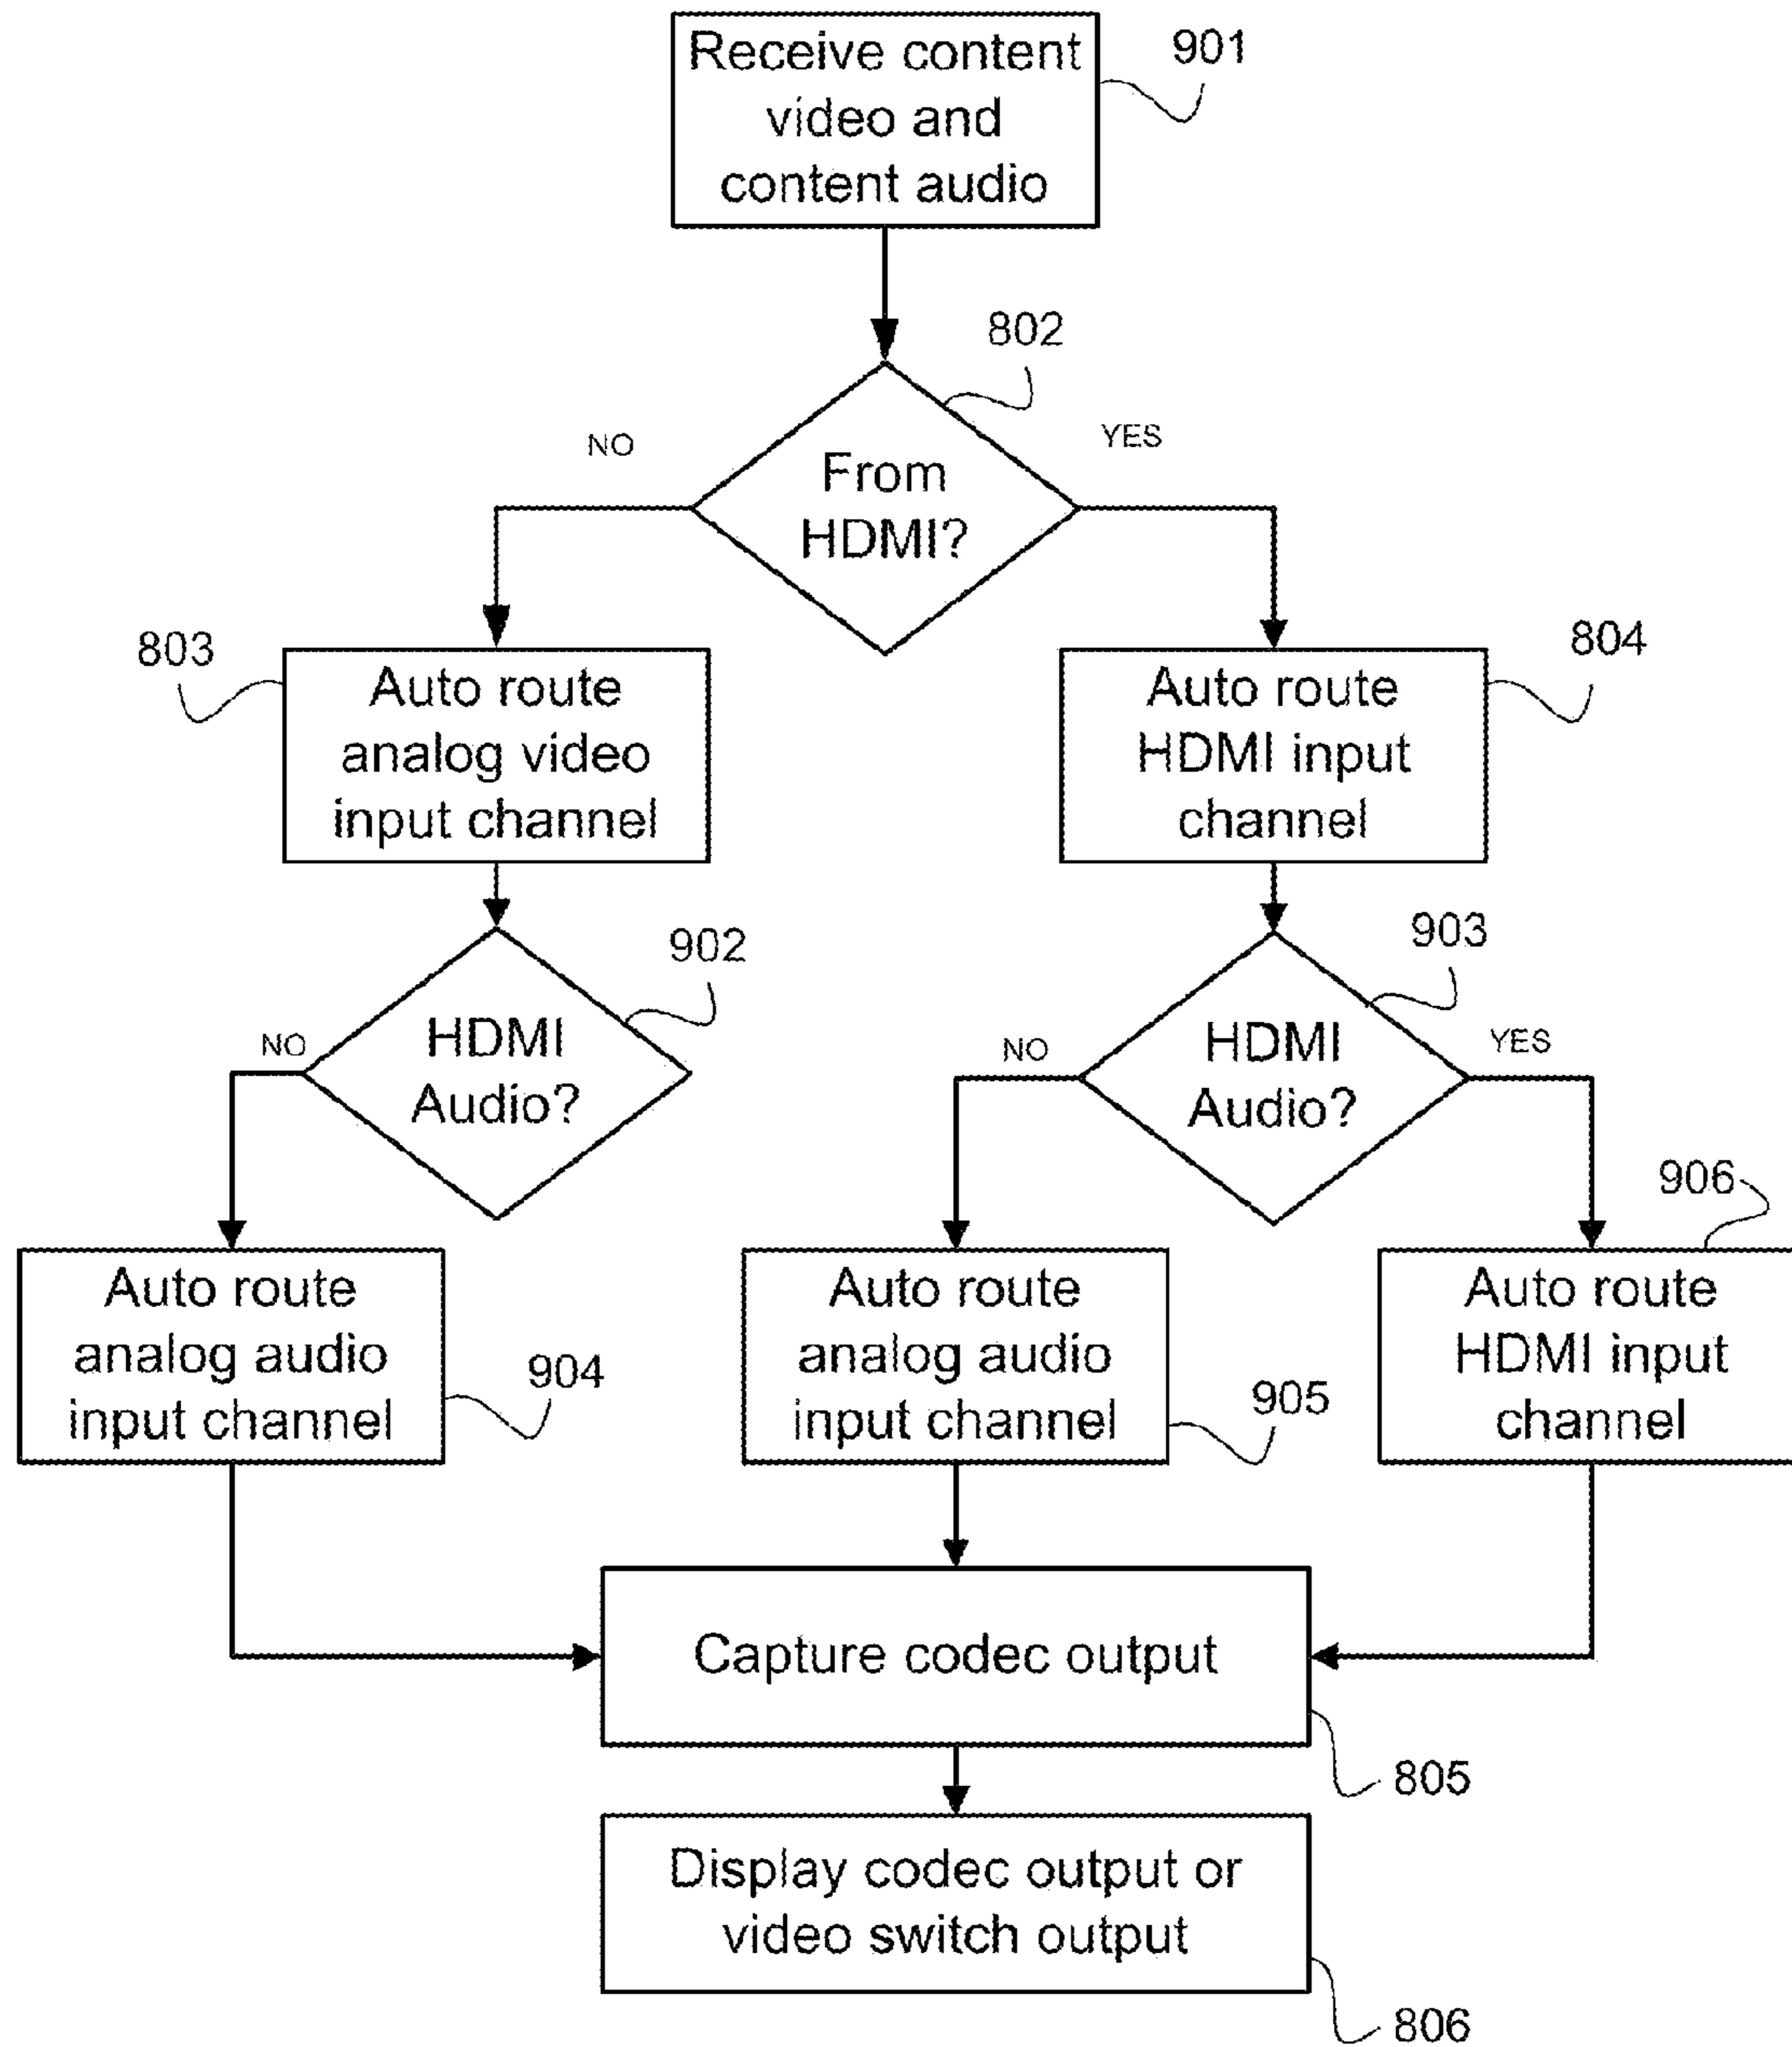 Receive content
video and
content audio
901
802
NO
YES
From
HDMI?
803
804
Auto route
analog video
input channel
Auto route
HDMI input
channel
902
903
NO
HDMI
Audio?
NO
HDMI
Audio?
YES
906
Auto route
analog audio
input channel
904
Auto route
analog audio
input channel
905
Auto route
HDMI input
channel
Capture codec output
805
Display codec output or
video switch output
806